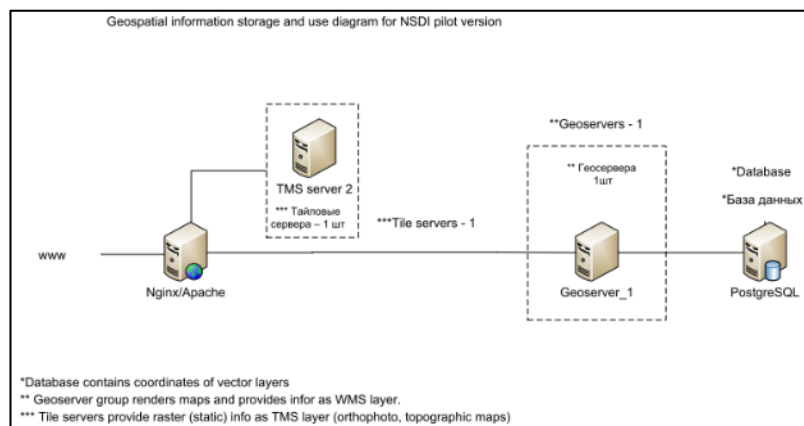 Geospatial information storage and use diagram for NSDI pilot version
**Geoservers - 1
TMS server 2
*** Тайловые
сервера – 1 шт
***Tile servers - 1
** Геосервера
1шт
*Database
*База данных
www
Nginx/Apache
Geoserver_1
PostgreSQL
*Database contains coordinates of vector layers
** Geoserver group renders maps and provides infor as WMS layer.
*** Tile servers provide raster (static) info as TMS layer (orthophoto, topographic maps)